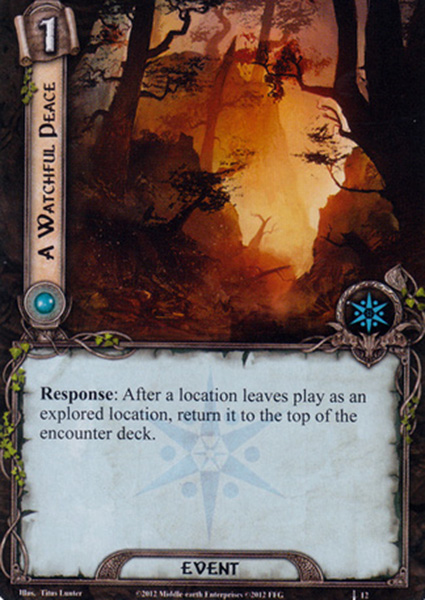 1
A WATCHFUL PEACE
Response: After a location leaves play as an
explored location, return it to the top of the
encounter deck.
EVENT
Illus. Titus Lunter ©2012 Middle-earth Enterprises ©2012 FFG 12